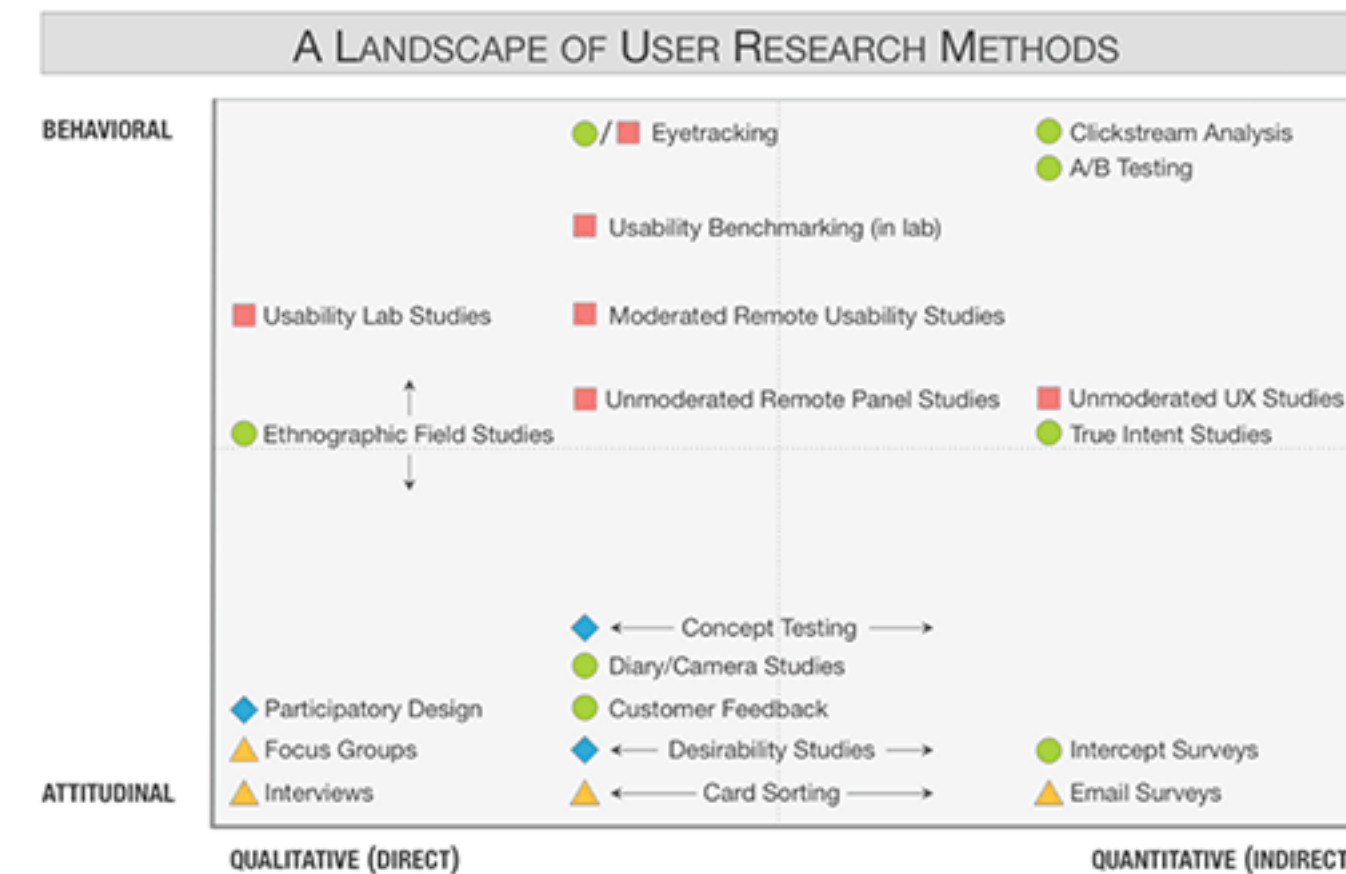 A LANDSCAPE OF USER RESEARCH METHODS
BEHAVIORAL
/ Eyetracking
Clickstream Analysis
A/B Testing
Usability Benchmarking (in lab)
Usability Lab Studies
Moderated Remote Usability Studies
Unmoderated Remote Panel Studies
Unmoderated UX Studies
Ethnographic Field Studies
True Intent Studies
Concept Testing
Diary/Camera Studies
Participatory Design
Customer Feedback
Focus Groups
Desirability Studies
Intercept Surveys
ATTITUDINAL
Interviews
Card Sorting
Email Surveys
QUALITATIVE (DIRECT)
QUANTITATIVE (INDIRECT